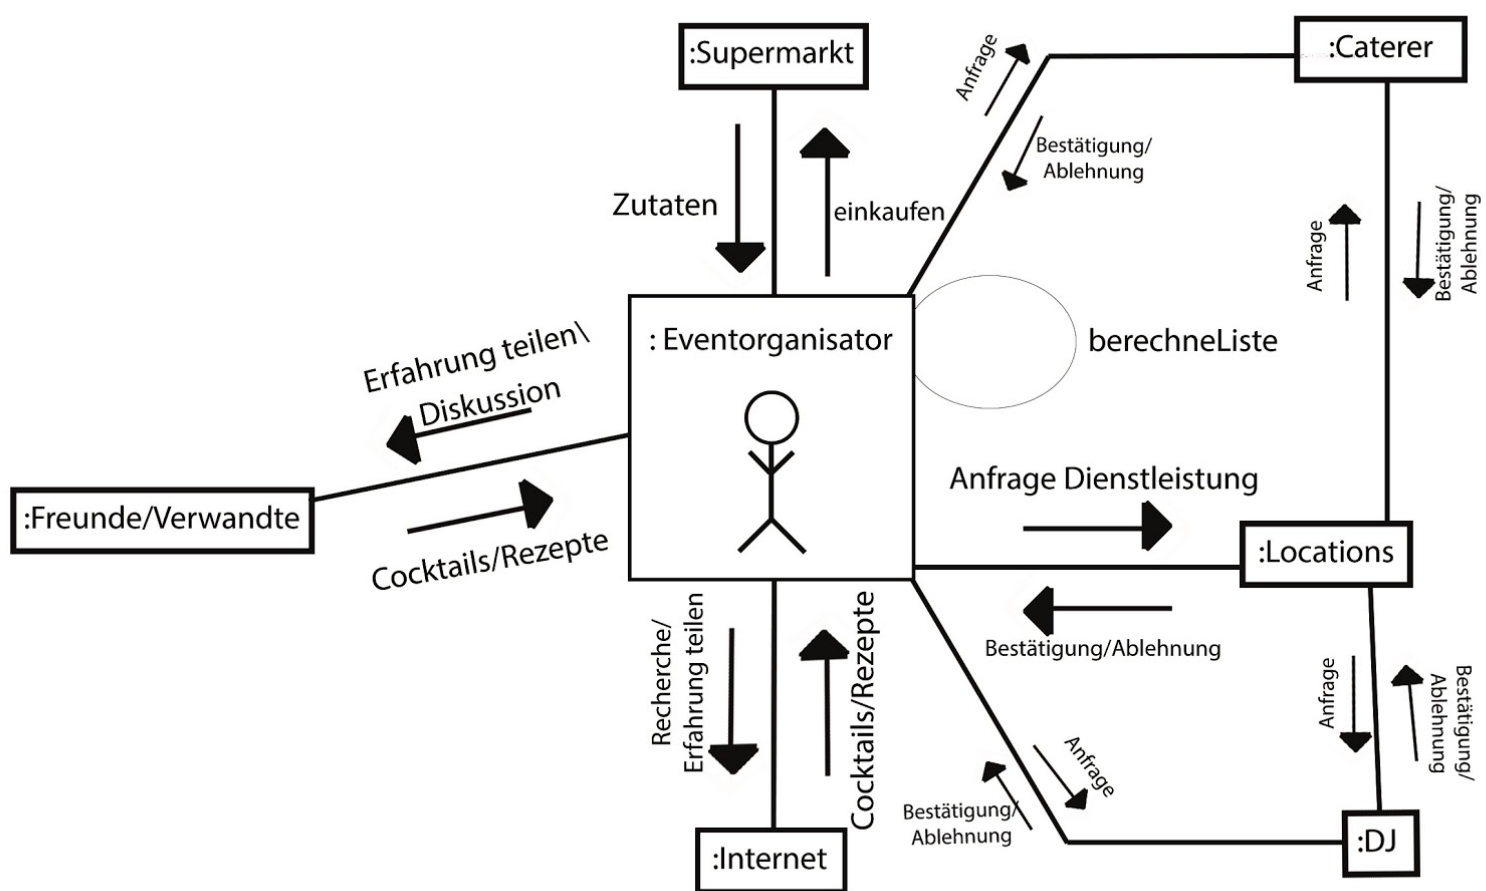 :Supermarkt
:Caterer
Anfrage
Bestätigung/
Ablehnung
Zutaten
einkaufen
Anfrage
Bestätigung/
Ablehnung
: Eventorganisator
berechneListe
Erfahrung teilen\
Diskussion
:Freunde/Verwandte
Cocktails/Rezepte
Anfrage Dienstleistung
:Locations
Bestätigung/Ablehnung
Recherche/
Erfahrung teilen
Cocktails/Rezepte
Anfrage
Bestätigung/
Ablehnung
Anfrage
Bestätigung/
Ablehnung
:Internet
:DJ